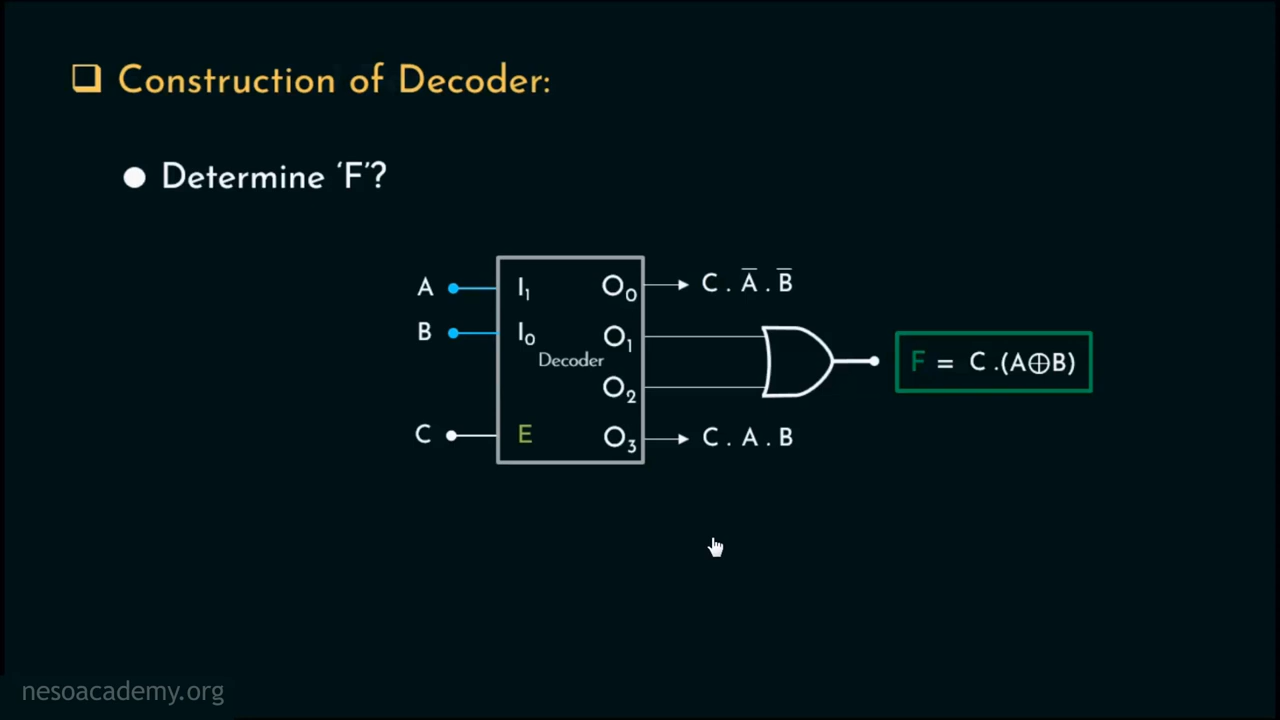 ❑ Construction of Decoder:
● Determine ‘F’?
A I₁ O₀ C . A̅ . B̅
B I₀ O₁
Decoder
F = C .(A⊕B)
O₂
C E O₃ C . A . B
nesoacademy.org